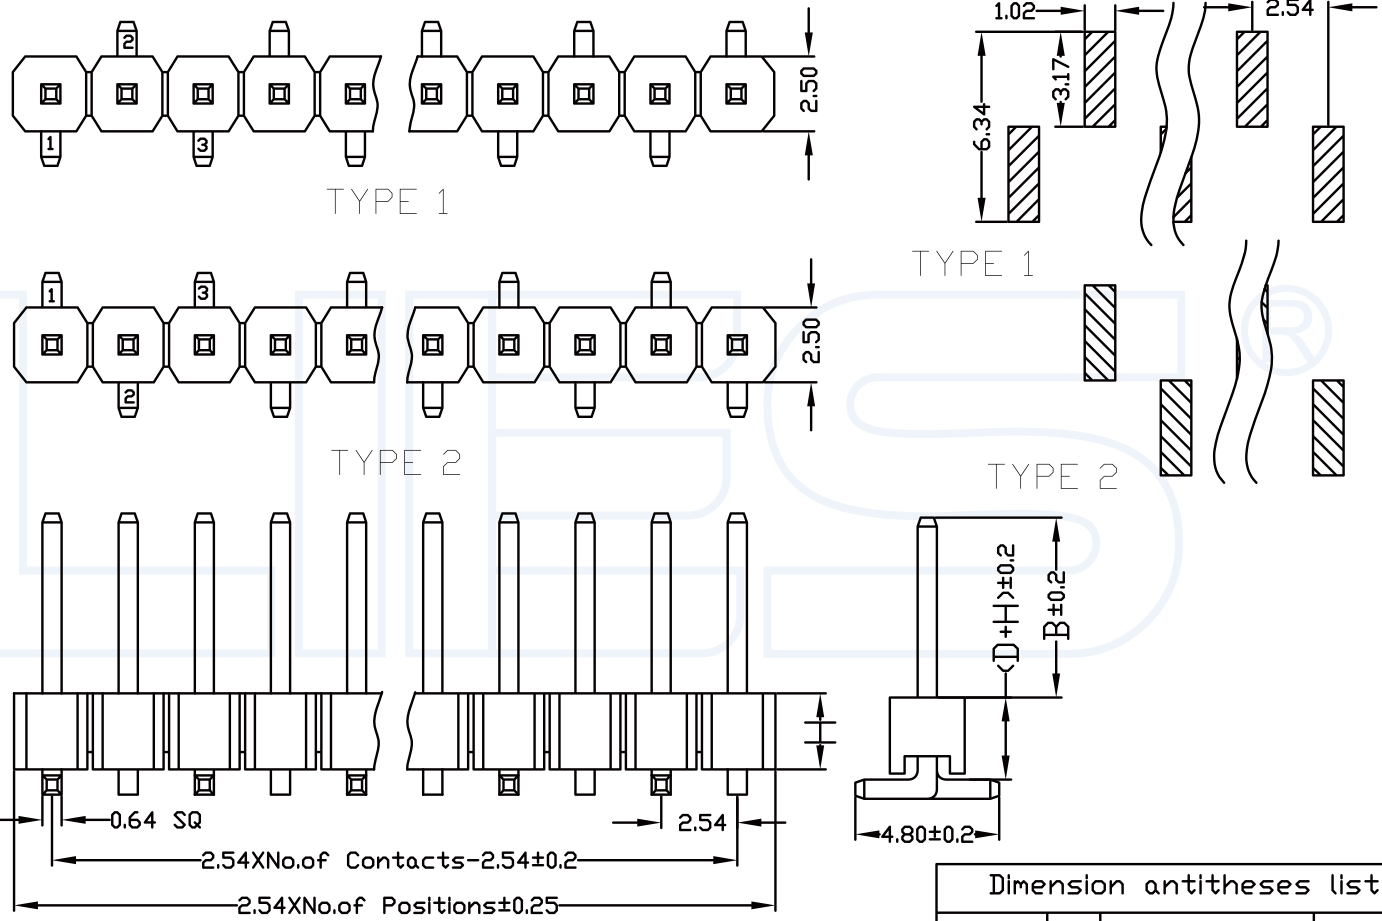 2
1
3
2.50
1.02
2.54
3.17
6.34
TYPE 1
TYPE 1
1
3
2
2.50
TYPE 2
TYPE 2
(D+H)±0.2
B±0.2
H
0.64 SQ
2.54
4.80±0.2
2.54XNo.of Contacts-2.54±0.2
2.54XNo.of Positions±0.25
Dimension antitheses list
LIES®